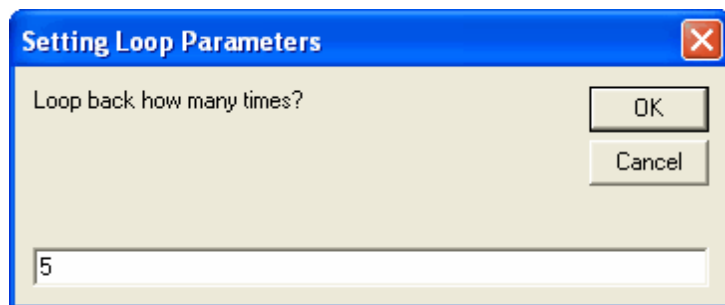 Setting Loop Parameters
Loop back how many times?
OK
Cancel
5